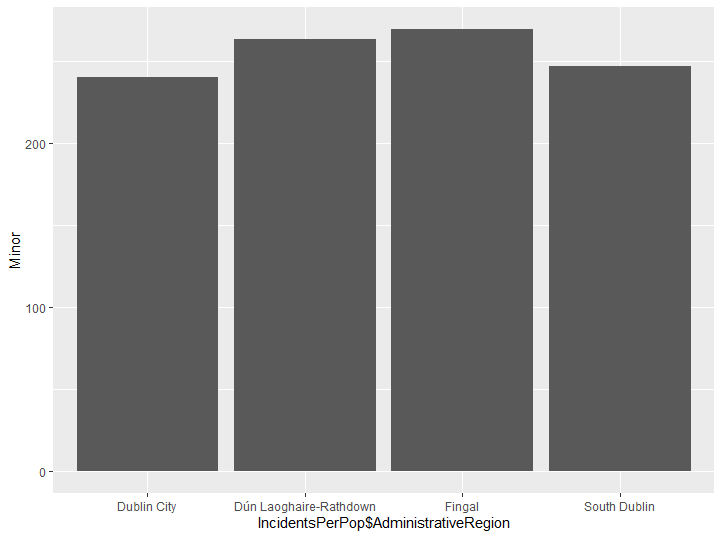 Minor
200
100
0
Dublin City Dún Laoghaire-Rathdown Fingal South Dublin
IncidentsPerPop$AdministrativeRegion